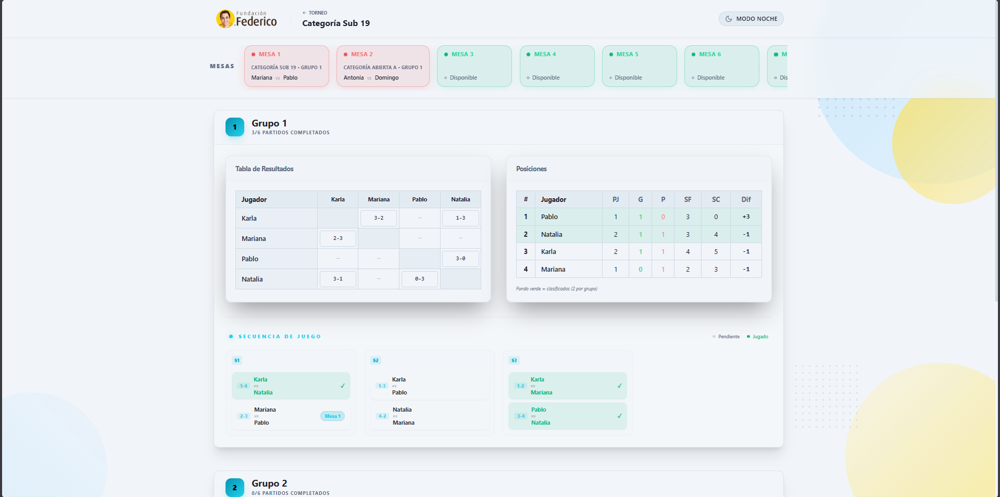 Fundación
Federico
← TORNEO
Categoría Sub 19
MODO NOCHE
MESAS
MESA 1
CATEGORÍA SUB 19 • GRUPO 1
Mariana vs Pablo
MESA 2
CATEGORÍA ABIERTA A • GRUPO 1
Antonia vs Domingo
MESA 3
Disponible
MESA 4
Disponible
MESA 5
Disponible
MESA 6
Disponible
M
Dis
1
Grupo 1
3/6 PARTIDOS COMPLETADOS
Tabla de Resultados
Jugador Karla Mariana Pablo Natalia
Karla 3-2 — 1-3
Mariana 2-3 — —
Pablo — — 3-0
Natalia 3-1 — 0-3
Posiciones
# Jugador PJ G P SF SC Dif
1 Pablo 1 1 0 3 0 +3
2 Natalia 2 1 1 3 4 -1
3 Karla 2 1 1 4 5 -1
4 Mariana 1 0 1 2 3 -1
Fondo verde = clasificados (2 por grupo)
SECUENCIA DE JUEGO
Pendiente Jugado
S1
1-4
Karla
vs
Natalia
✓
2-3
Mariana
vs
Pablo
Mesa 1
S2
1-3
Karla
vs
Pablo
4-2
Natalia
vs
Mariana
S3
1-2
Karla
vs
Mariana
✓
3-4
Pablo
vs
Natalia
✓
2
Grupo 2
0/6 PARTIDOS COMPLETADOS